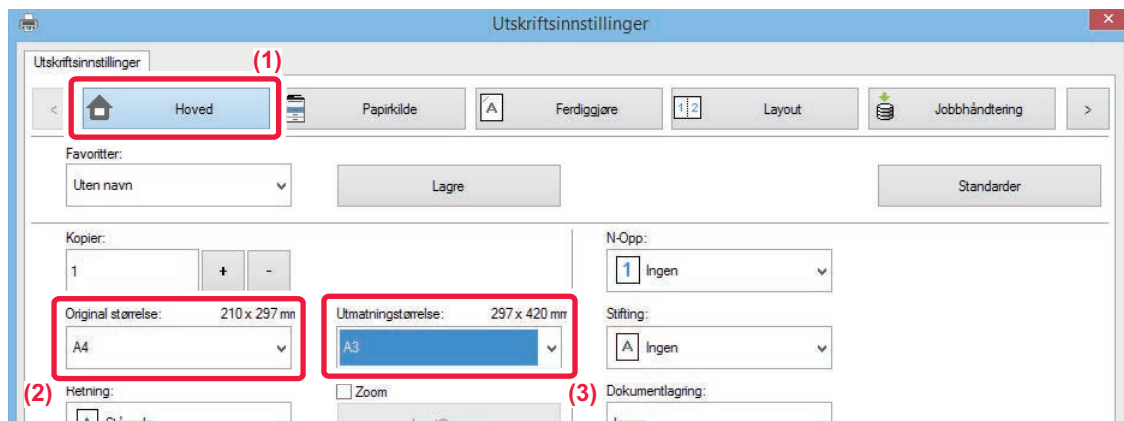 Utskriftsinnstillinger
Utskriftsinnstillinger
(1)
< Hoved Papirkilde Ferdiggjøre Layout Jobbhåndtering >
Favoritter:
Uten navn Lagre Standarder
Kopier: N-Opp:
1 + - 1 Ingen
Original størrelse: 210 x 297 mm Utmatningstørrelse: 297 x 420 mm Stifting:
A4 A3 A Ingen
(2) Retning: Zoom (3) Dokumentlagring: